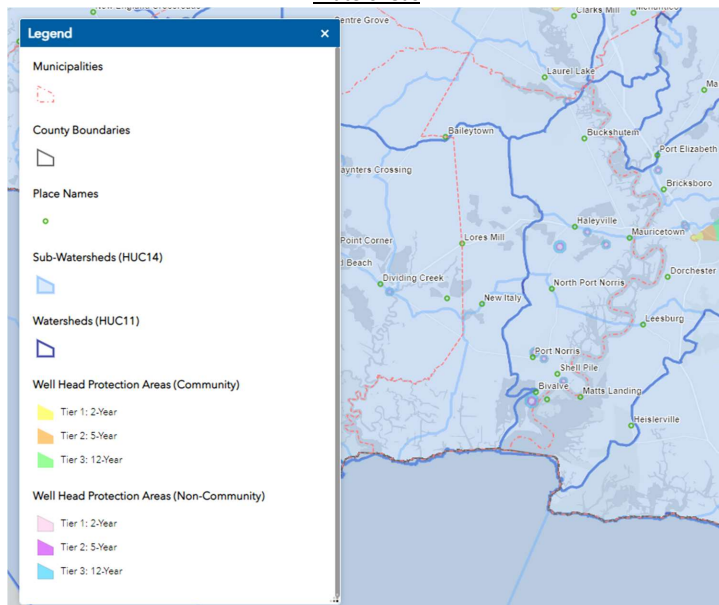 Legend
×
Municipalities
County Boundaries
Place Names
Sub-Watersheds (HUC14)
Watersheds (HUC11)
Well Head Protection Areas (Community)
Tier 1: 2-Year
Tier 2: 5-Year
Tier 3: 12-Year
Well Head Protection Areas (Non-Community)
Tier 1: 2-Year
Tier 2: 5-Year
Tier 3: 12-Year
Centre Grove
Clarks Mill
Laurel Lake
Ma
Baileytown
Buckshutem
Port Elizabeth
aynters Crossing
Bricksboro
Haleyville
Mauricetown
Point Corner
Lores Mill
d Beach
Dorchester
Dividing Creek
North Port Norris
New Italy
Leesburg
Port Norris
Shell Pile
Bivalve
Matts Landing
Heislerville